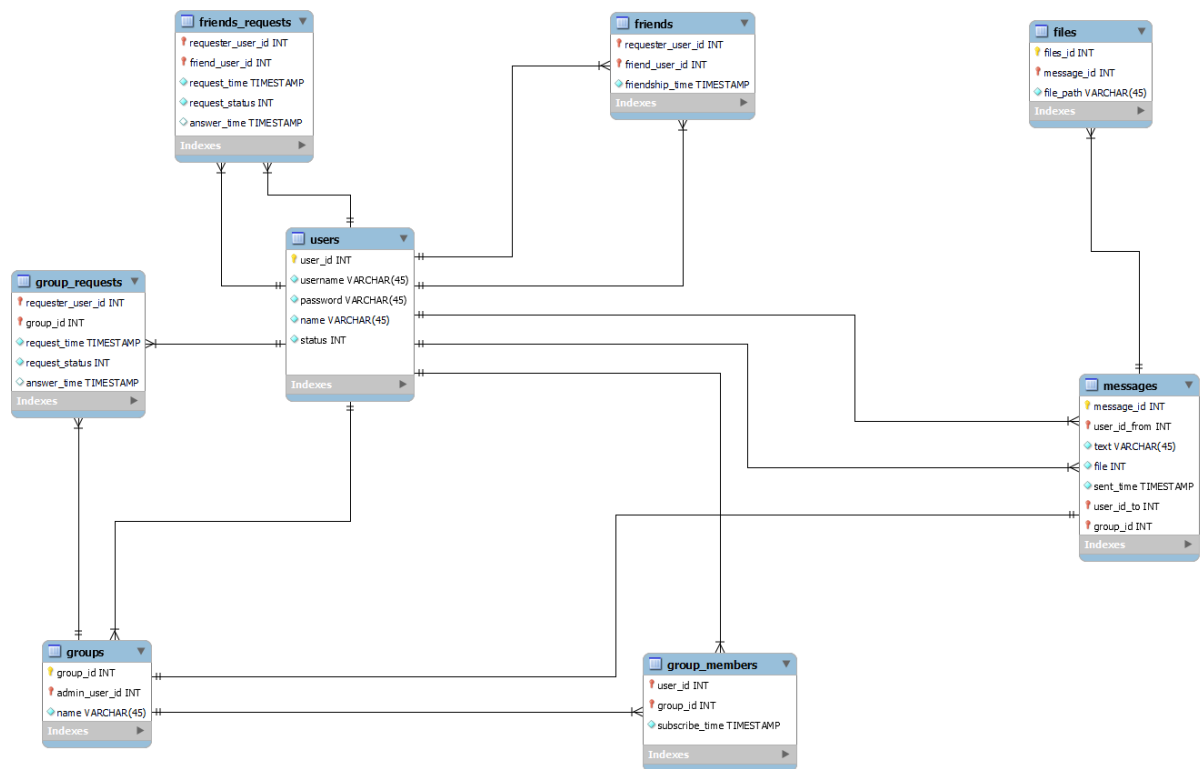 friends_requests
requester_user_id INT
friend_user_id INT
request_time TIMESTAMP
request_status INT
answer_time TIMESTAMP
Indexes
friends
requester_user_id INT
friend_user_id INT
friendship_time TIMESTAMP
Indexes
files
files_id INT
message_id INT
file_path VARCHAR(45)
Indexes
users
user_id INT
username VARCHAR(45)
password VARCHAR(45)
name VARCHAR(45)
status INT
Indexes
group_requests
requester_user_id INT
group_id INT
request_time TIMESTAMP
request_status INT
answer_time TIMESTAMP
Indexes
messages
message_id INT
user_id_from INT
text VARCHAR(45)
file INT
sent_time TIMESTAMP
user_id_to INT
group_id INT
Indexes
groups
group_id INT
admin_user_id INT
name VARCHAR(45)
Indexes
group_members
user_id INT
group_id INT
subscribe_time TIMESTAMP
Indexes